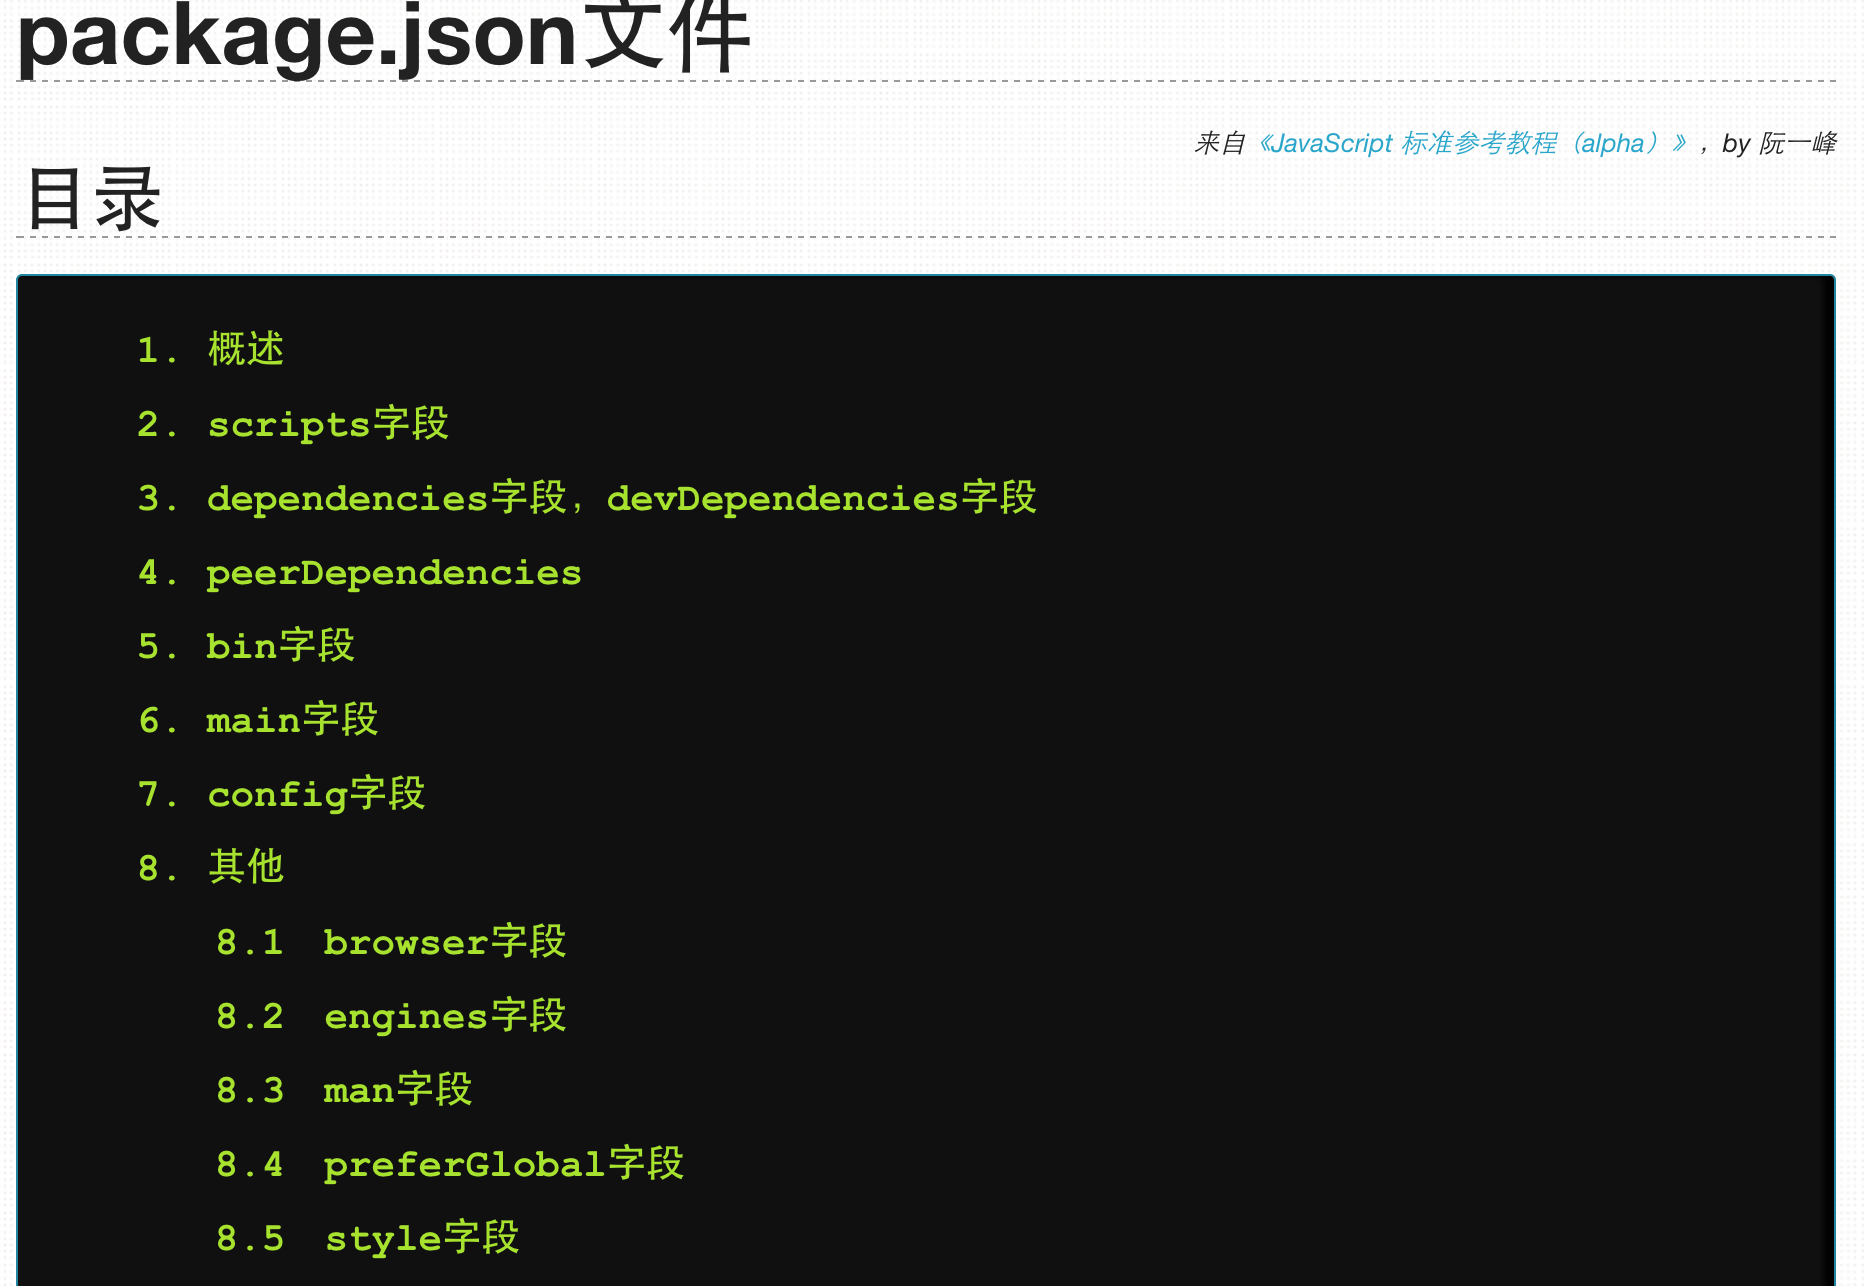 package.json文件
来自《JavaScript 标准参考教程（alpha）》，by 阮一峰
目录
1. 概述
2. scripts字段
3. dependencies字段，devDependencies字段
4. peerDependencies
5. bin字段
6. main字段
7. config字段
8. 其他
8.1 browser字段
8.2 engines字段
8.3 man字段
8.4 preferGlobal字段
8.5 style字段